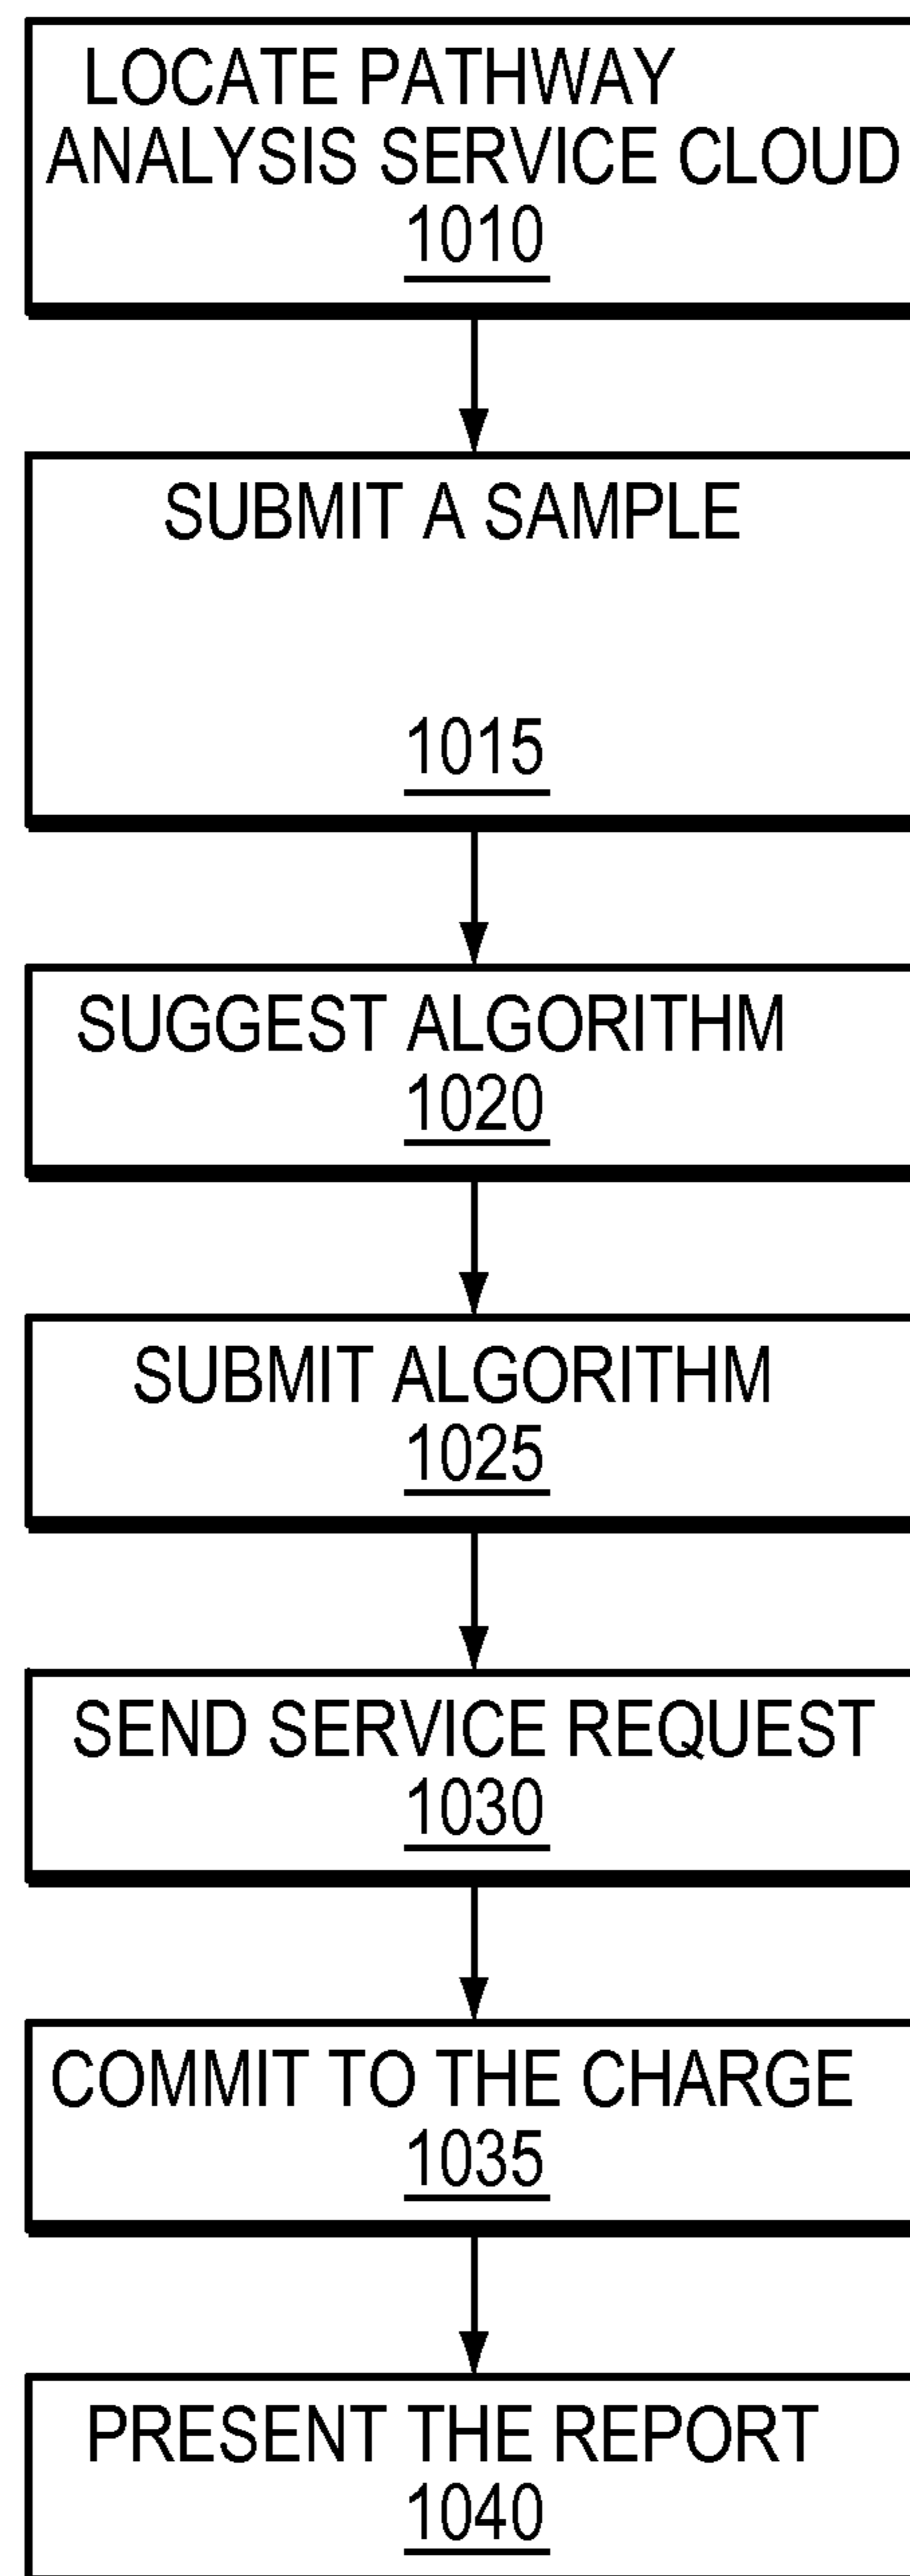 LOCATE PATHWAY
ANALYSIS SERVICE CLOUD
1010
SUBMIT A SAMPLE
1015
SUGGEST ALGORITHM
1020
SUBMIT ALGORITHM
1025
SEND SERVICE REQUEST
1030
COMMIT TO THE CHARGE
1035
PRESENT THE REPORT
1040